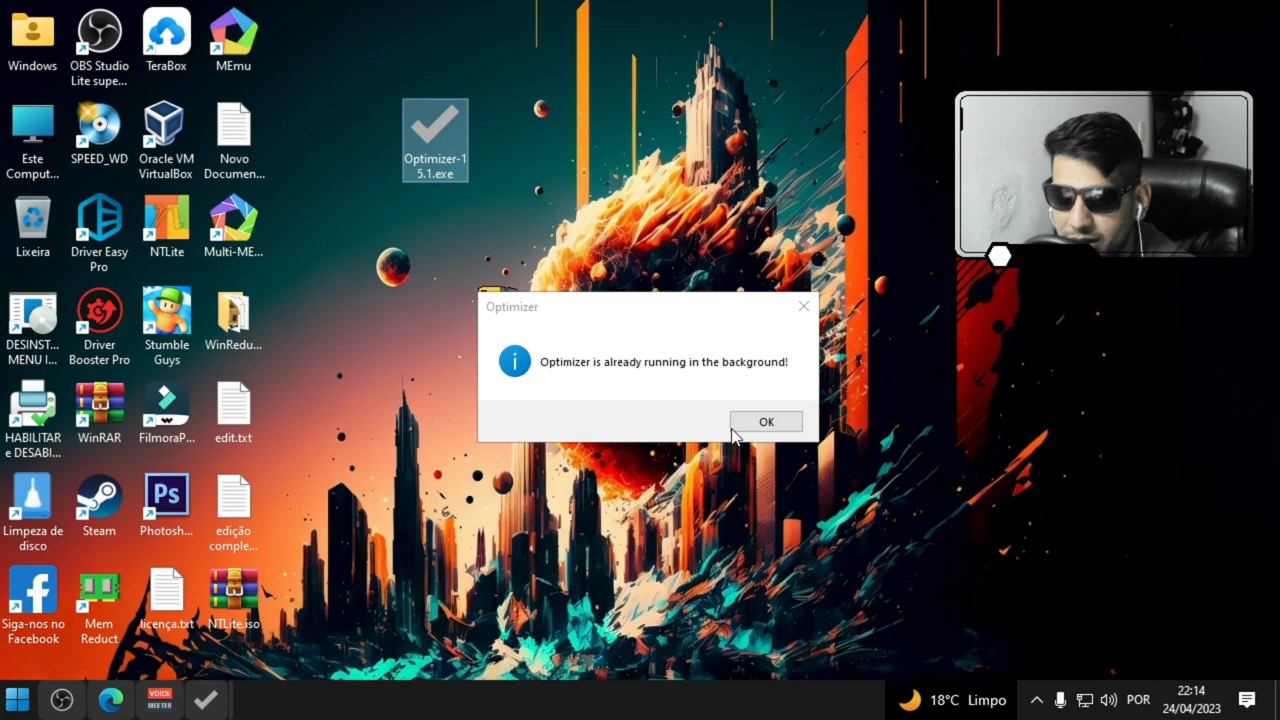 Windows
OBS Studio
Lite supe...
TeraBox
MEmu
Este
Comput...
SPEED_WD
Oracle VM
VirtualBox
Novo
Documen...
Optimizer-1
5.1.exe
Lixeira
Driver Easy
Pro
NTLite
Multi-ME...
DESINST...
MENU I...
Driver
Booster Pro
Stumble
Guys
WinRedu...
Optimizer
Optimizer is already running in the background!
OK
HABILITAR
e DESABI...
WinRAR
FilmoraP...
edit.txt
Limpeza de
disco
Steam
Ps
Photosh...
edição
comple...
Siga-nos no
Facebook
Mem
Reduct
licença.txt
NTLite.iso
VOICE
MEETER
18°C Limpo
POR
22:14
24/04/2023